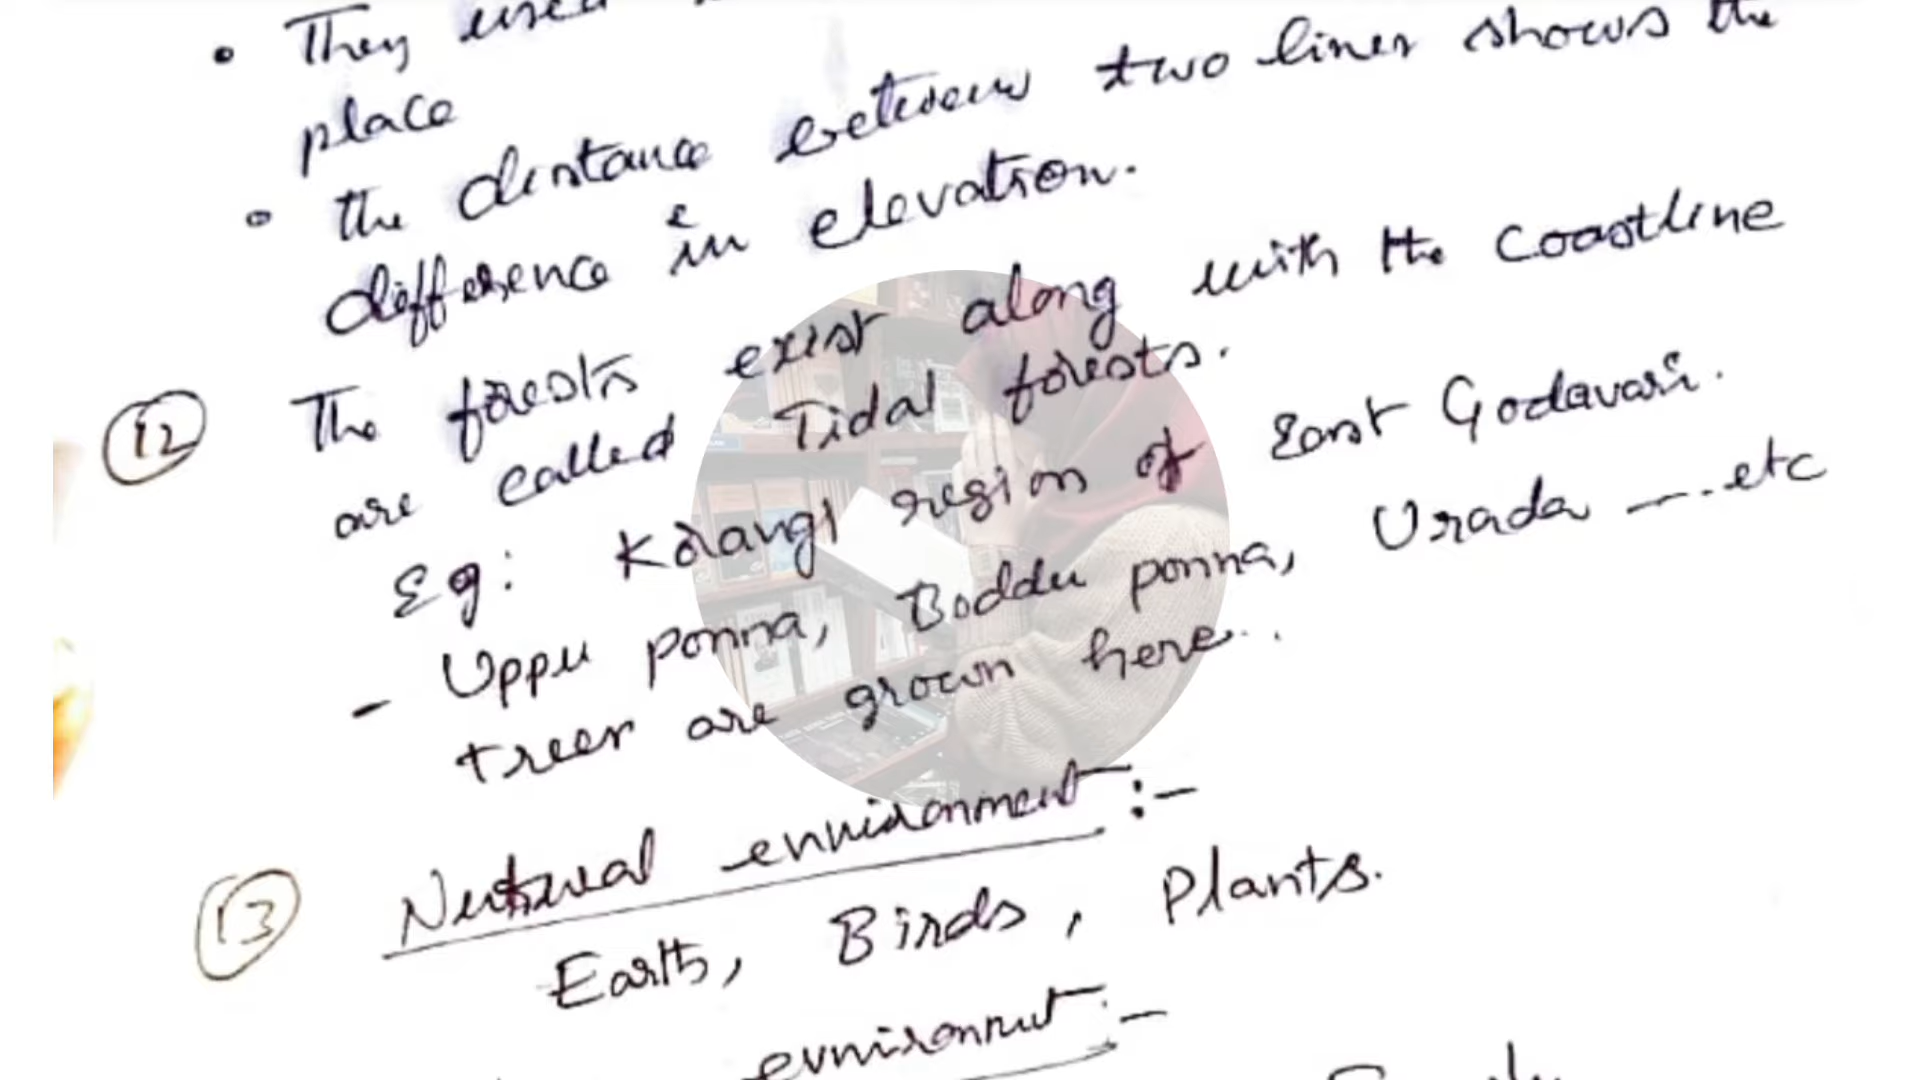 • They used
place
• the distance between two lines shows the
difference in elevation.
12 The forests exist along with the coastline
are called Tidal forests.
Eg: Korangi region of East Godavari.
- Uppu ponna, Boddu ponna, Urada —..etc
trees are grown here..
13 Natural environment:-
Earth, Birds, Plants.
environment:-